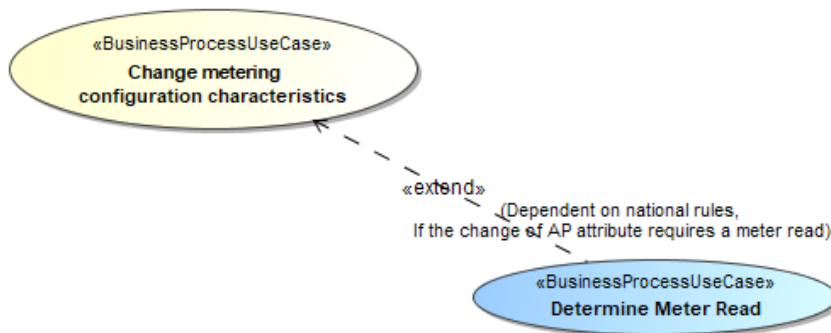 «BusinessProcessUseCase»
Change metering
configuration characteristics
«extend»
(Dependent on national rules,
If the change of AP attribute requires a meter read)
«BusinessProcessUseCase»
Determine Meter Read